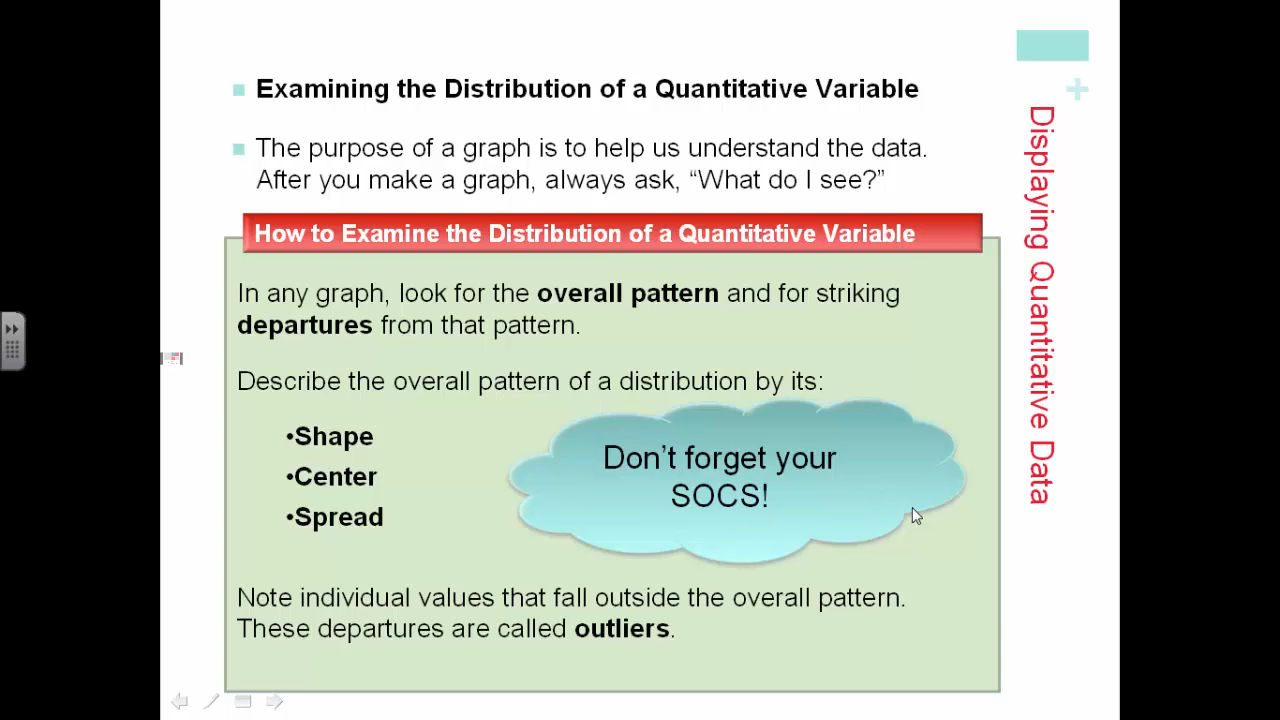 Examining the Distribution of a Quantitative Variable
The purpose of a graph is to help us understand the data.
After you make a graph, always ask, “What do I see?”
How to Examine the Distribution of a Quantitative Variable
In any graph, look for the overall pattern and for striking
departures from that pattern.
Describe the overall pattern of a distribution by its:
•Shape
•Center
•Spread
Don’t forget your
SOCS!
Note individual values that fall outside the overall pattern.
These departures are called outliers.
+
Displaying Quantitative Data